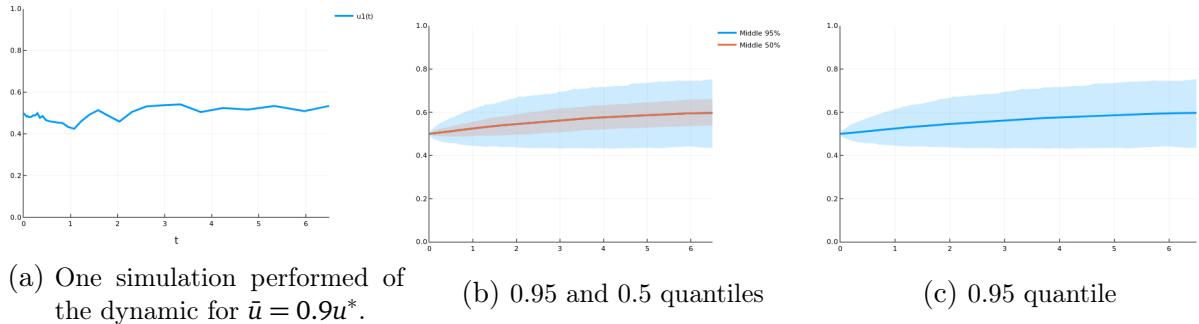 1.0
0.8
0.6
0.4
0.2
0.0
0 1 2 3 4 5 6
t
u1(t)
(a) One simulation performed of
the dynamic for ū = 0.9u*.
1.0
0.8
0.6
0.4
0.2
0.0
0 1 2 3 4 5 6
Middle 95%
Middle 50%
(b) 0.95 and 0.5 quantiles
1.0
0.8
0.6
0.4
0.2
0.0
0 1 2 3 4 5 6
(c) 0.95 quantile